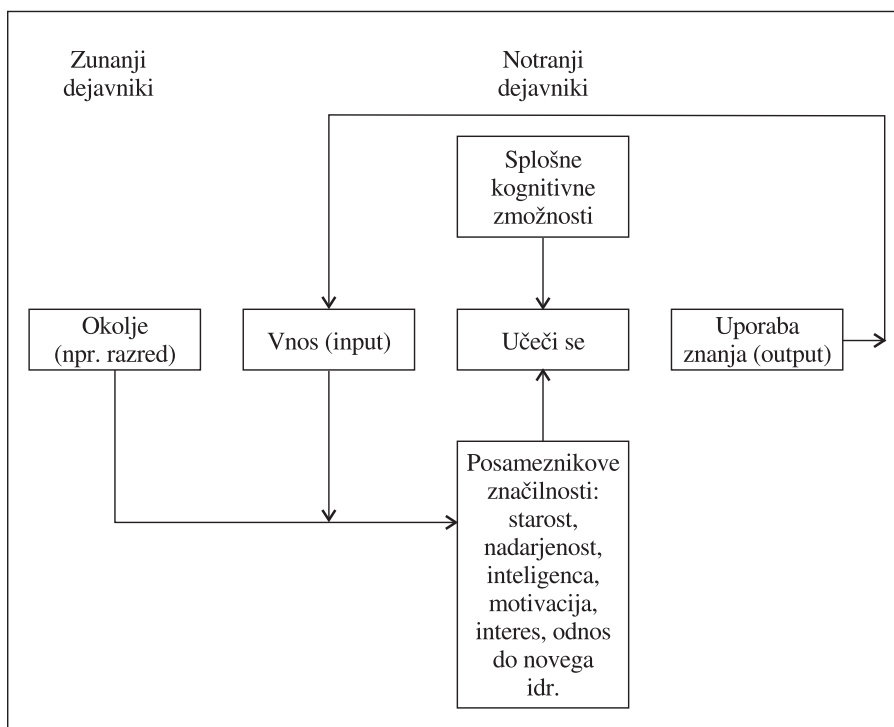 Zunanji
dejavniki
Notranji
dejavniki
Splošne
kognitivne
zmožnosti
Okolje
(npr. razred)
Vnos (input)
Učeči se
Uporaba
znanja (output)
Posameznikove
značilnosti:
starost,
nadarjenost,
inteligenca,
motivacija,
interes, odnos
do novega
idr.